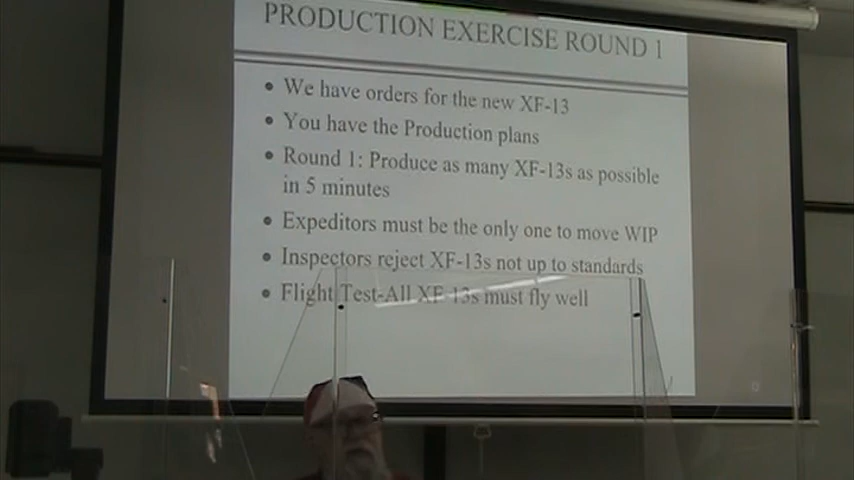 PRODUCTION EXERCISE ROUND 1
• We have orders for the new XF-13
• You have the Production plans
• Round 1: Produce as many XF-13s as possible
in 5 minutes
• Expeditors must be the only one to move WIP
• Inspectors reject XF-13s not up to standards
• Flight Test-All XF-13s must fly well